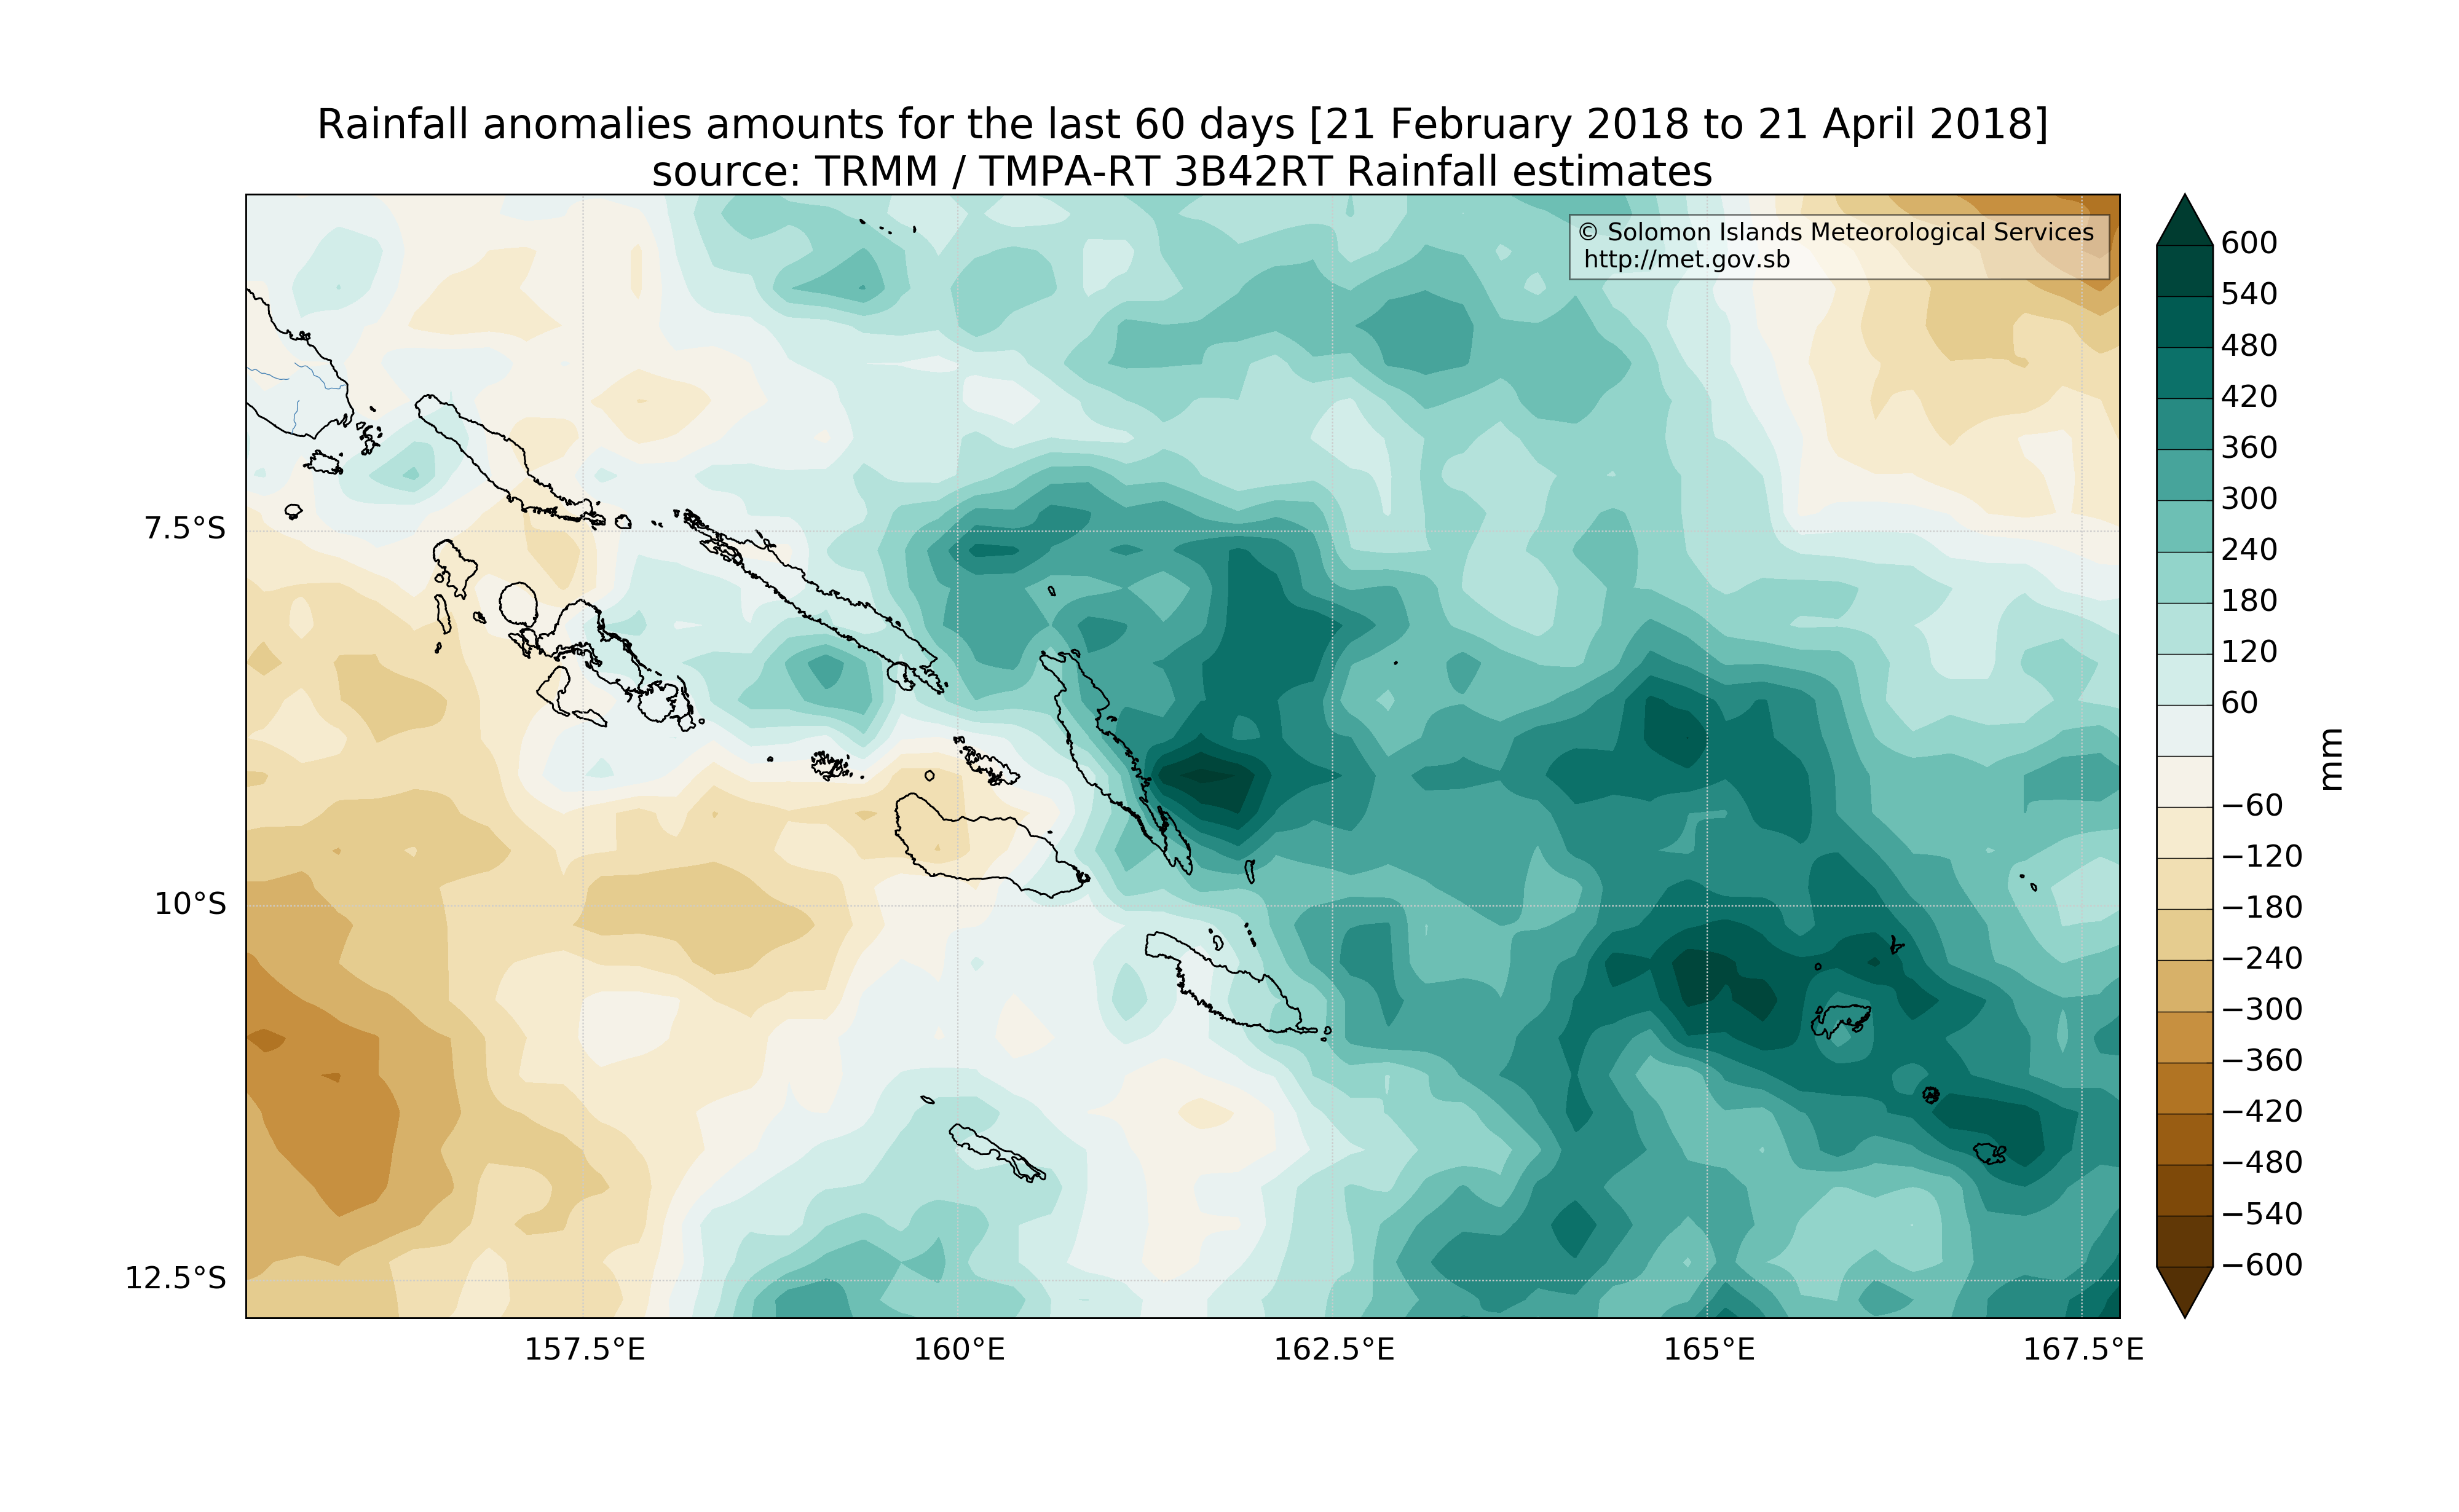 Rainfall anomalies amounts for the last 60 days [21 February 2018 to 21 April 2018]
source: TRMM / TMPA-RT 3B42RT Rainfall estimates
© Solomon Islands Meteorological Services
http://met.gov.sb
7.5°S
10°S
12.5°S
157.5°E
160°E
162.5°E
165°E
167.5°E
600
540
480
420
360
300
240
180
120
60
−60
−120
−180
−240
−300
−360
−420
−480
−540
−600
mm